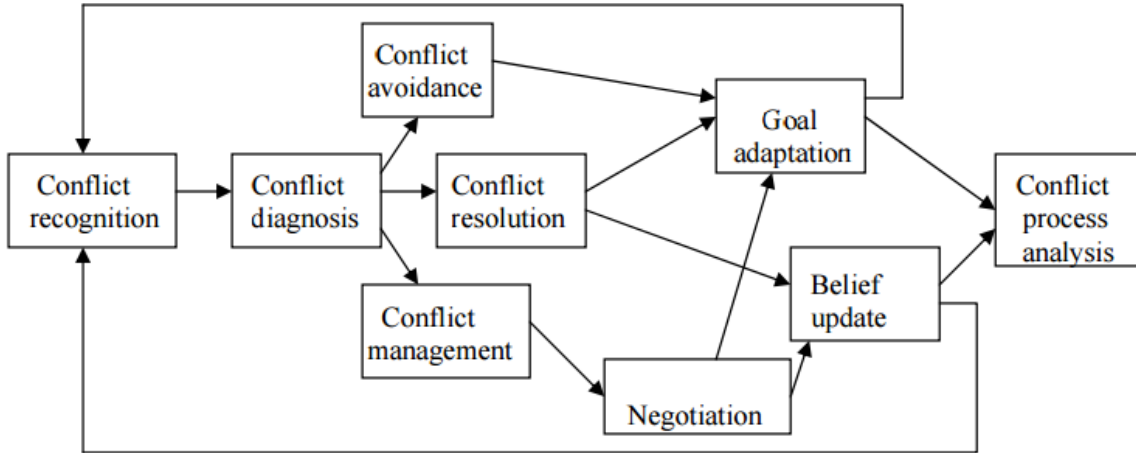 Conflict
avoidance
Goal
adaptation
Conflict
recognition
Conflict
diagnosis
Conflict
resolution
Conflict
process
analysis
Conflict
management
Belief
update
Negotiation